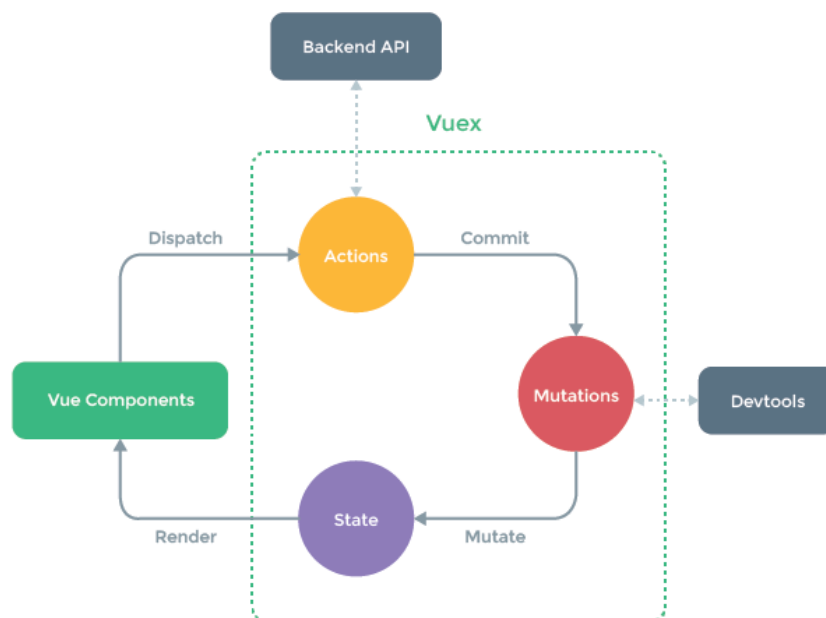 Backend API
Vuex
Dispatch
Commit
Actions
Mutations
Devtools
Vue Components
State
Render
Mutate